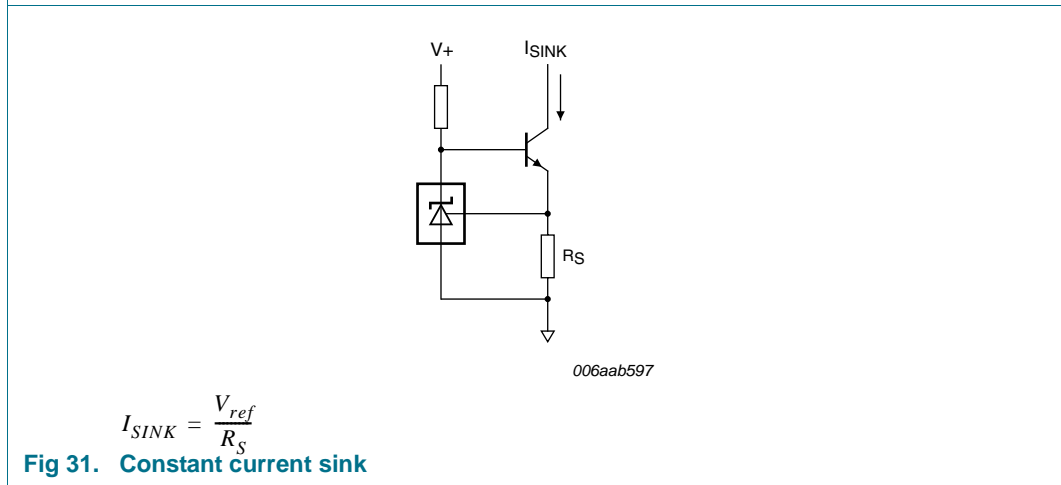 V+
ISINK
RS
006aab597
ISINK = Vref / RS
Fig 31. Constant current sink